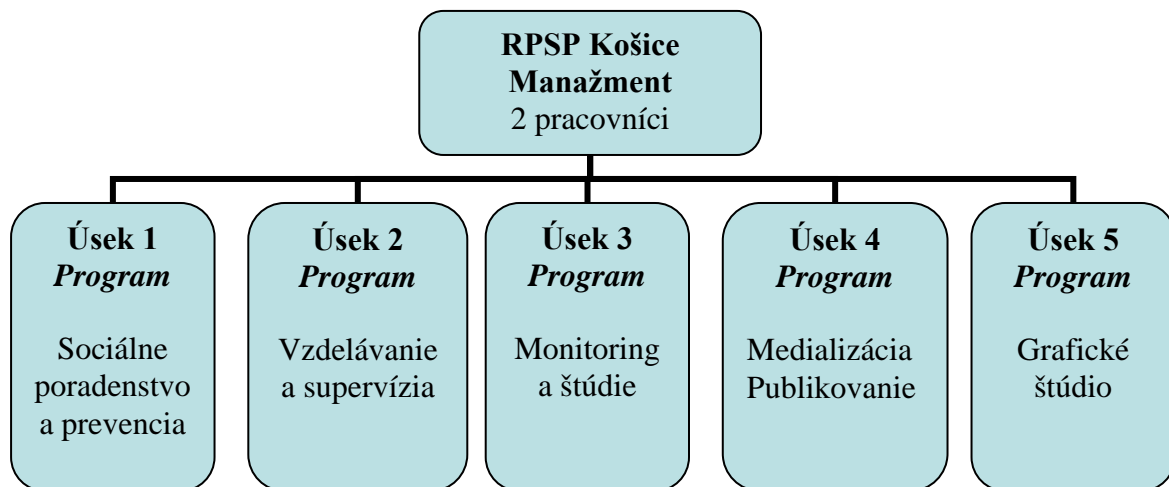 RPSP Košice
Manažment
2 pracovníci
Úsek 1
Program
Sociálne
poradenstvo
a prevencia
Úsek 2
Program
Vzdelávanie
a supervízia
Úsek 3
Program
Monitoring
a štúdie
Úsek 4
Program
Medializácia
Publikovanie
Úsek 5
Program
Grafické
štúdio